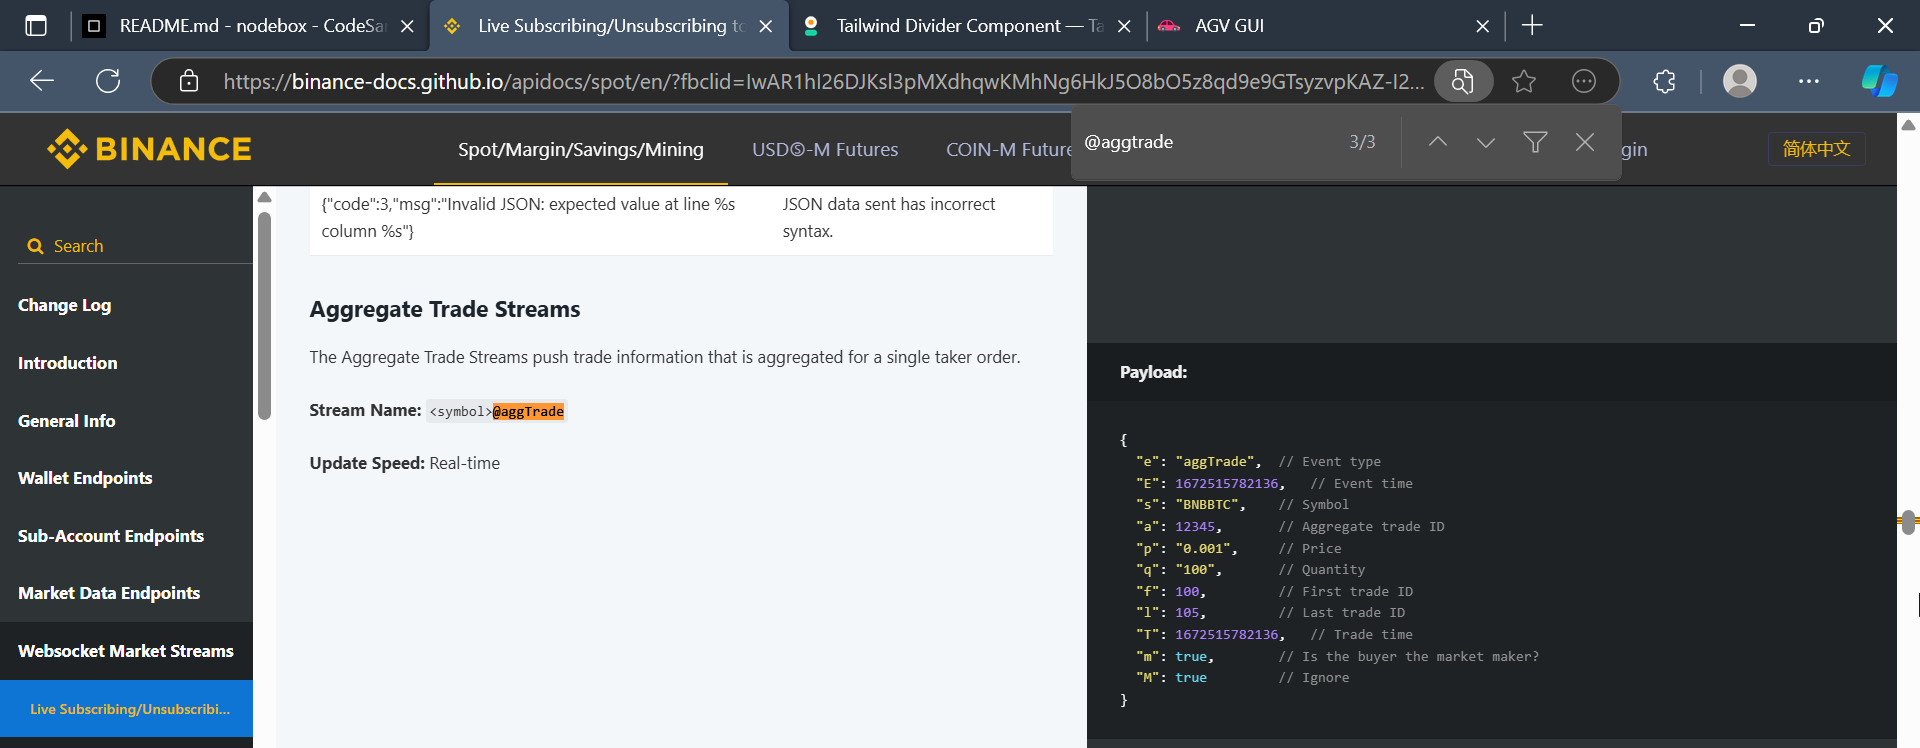 README.md - nodebox - CodeSa
Live Subscribing/Unsubscribing to
Tailwind Divider Component — Ta
AGV GUI
https://binance-docs.github.io/apidocs/spot/en/?fbclid=IwAR1hI26DJKsl3pMXdhqwKMhNg6HkJ5O8bO5z8qd9e9GTsyzvpKAZ-I2...
BINANCE
Spot/Margin/Savings/Mining
USDⓈ-M Futures
COIN-M Future
@aggtrade
3/3
gin
简体中文
Search
Change Log
Introduction
General Info
Wallet Endpoints
Sub-Account Endpoints
Market Data Endpoints
Websocket Market Streams
Live Subscribing/Unsubscribi...
{"code":3,"msg":"Invalid JSON: expected value at line %s
column %s"}
JSON data sent has incorrect
syntax.
Aggregate Trade Streams
The Aggregate Trade Streams push trade information that is aggregated for a single taker order.
Stream Name: <symbol>@aggTrade
Update Speed: Real-time
Payload:
{
"e": "aggTrade", // Event type
"E": 1672515782136, // Event time
"s": "BNBBTC", // Symbol
"a": 12345, // Aggregate trade ID
"p": "0.001", // Price
"q": "100", // Quantity
"f": 100, // First trade ID
"l": 105, // Last trade ID
"T": 1672515782136, // Trade time
"m": true, // Is the buyer the market maker?
"M": true // Ignore
}